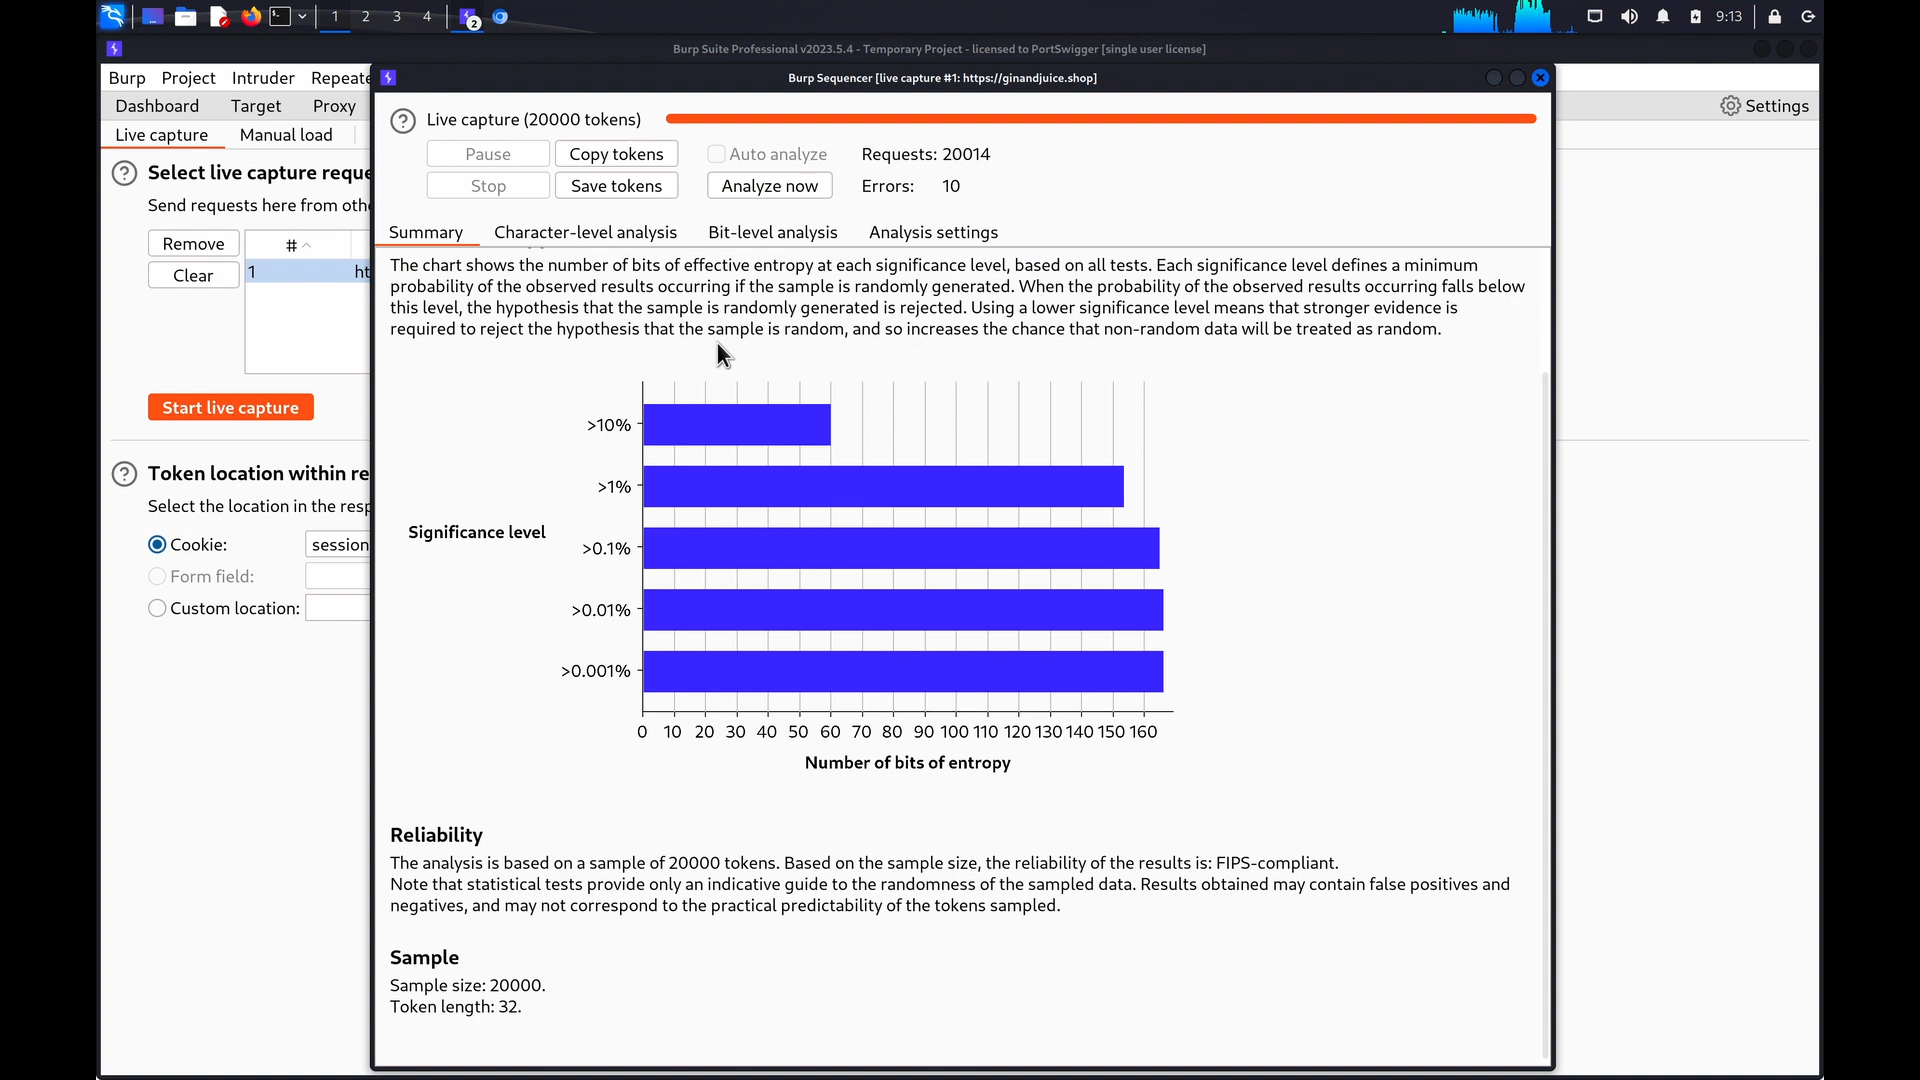 1 2 3 4 2 9:13
Burp Suite Professional v2023.5.4 - Temporary Project - licensed to PortSwigger [single user license]
Burp Project Intruder Repeate
Burp Sequencer [live capture #1: https://ginandjuice.shop]
Dashboard Target Proxy
Settings
Live capture Manual load
Select live capture reque
Send requests here from oth
Remove
Clear
#
1 ht
Start live capture
Token location within re
Select the location in the resp
Cookie: session
Form field:
Custom location:
Live capture (20000 tokens)
Pause Copy tokens Auto analyze Requests: 20014
Stop Save tokens Analyze now Errors: 10
Summary Character-level analysis Bit-level analysis Analysis settings
The chart shows the number of bits of effective entropy at each significance level, based on all tests. Each significance level defines a minimum
probability of the observed results occurring if the sample is randomly generated. When the probability of the observed results occurring falls below
this level, the hypothesis that the sample is randomly generated is rejected. Using a lower significance level means that stronger evidence is
required to reject the hypothesis that the sample is random, and so increases the chance that non-random data will be treated as random.
>10%
>1%
Significance level
>0.1%
>0.01%
>0.001%
0 10 20 30 40 50 60 70 80 90 100 110 120 130 140 150 160
Number of bits of entropy
Reliability
The analysis is based on a sample of 20000 tokens. Based on the sample size, the reliability of the results is: FIPS-compliant.
Note that statistical tests provide only an indicative guide to the randomness of the sampled data. Results obtained may contain false positives and
negatives, and may not correspond to the practical predictability of the tokens sampled.
Sample
Sample size: 20000.
Token length: 32.